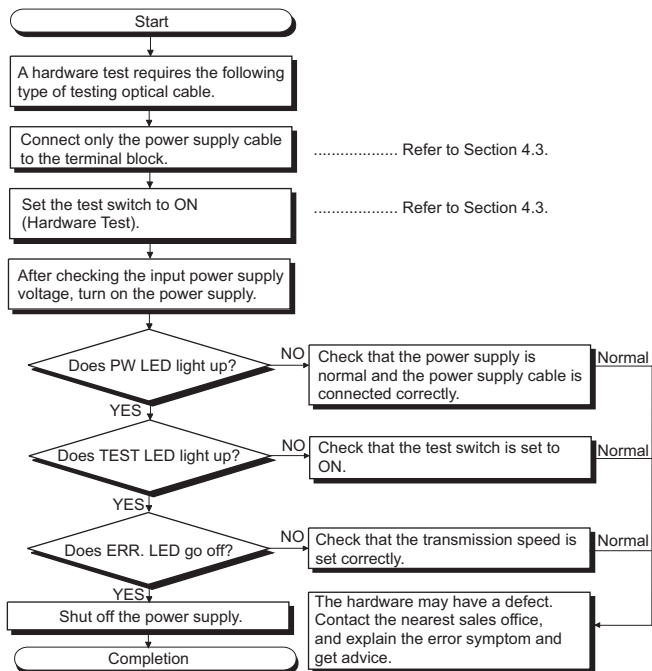 Start
A hardware test requires the following
type of testing optical cable.
Connect only the power supply cable
to the terminal block.
................... Refer to Section 4.3.
Set the test switch to ON
(Hardware Test).
................... Refer to Section 4.3.
After checking the input power supply
voltage, turn on the power supply.
Does PW LED light up?
NO
Check that the power supply is
normal and the power supply cable is
connected correctly.
Normal
YES
Does TEST LED light up?
NO
Check that the test switch is set to
ON.
Normal
YES
Does ERR. LED go off?
NO
Check that the transmission speed is
set correctly.
Normal
YES
Shut off the power supply.
The hardware may have a defect.
Contact the nearest sales office,
and explain the error symptom and
get advice.
Completion